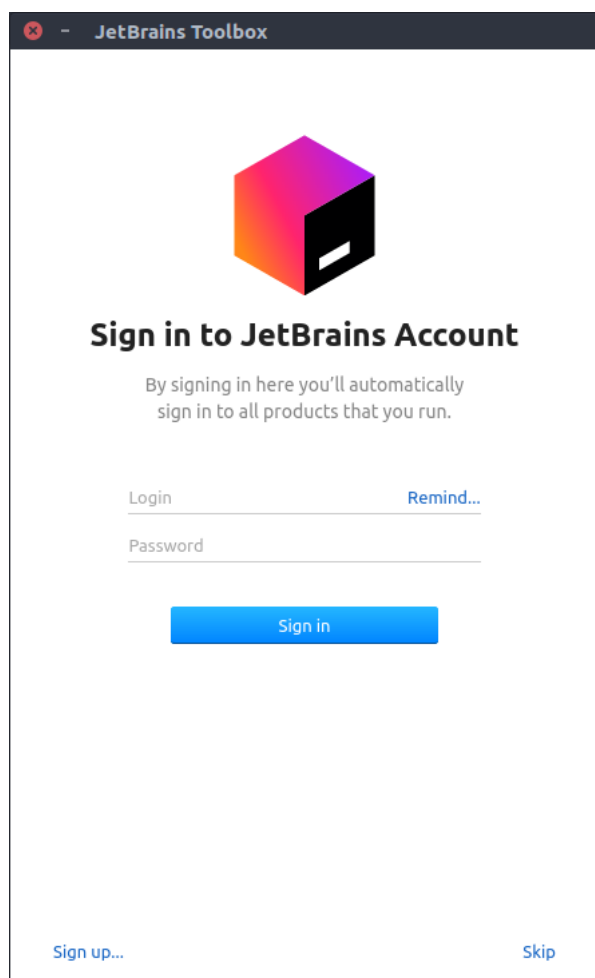 JetBrains Toolbox
Sign in to JetBrains Account
By signing in here you’ll automatically
sign in to all products that you run.
Login Remind...
Password
Sign in
Sign up... Skip